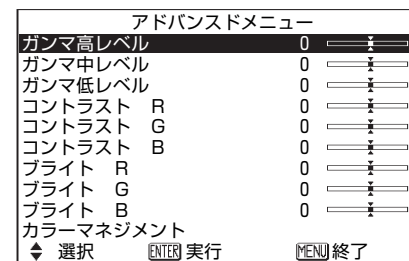 アドバンスドメニュー
ガンマ高レベル 0
ガンマ中レベル 0
ガンマ低レベル 0
コントラスト R 0
コントラスト G 0
コントラスト B 0
ブライト R 0
ブライト G 0
ブライト B 0
カラーマネジメント
選択 ENTER 実行 MENU 終了